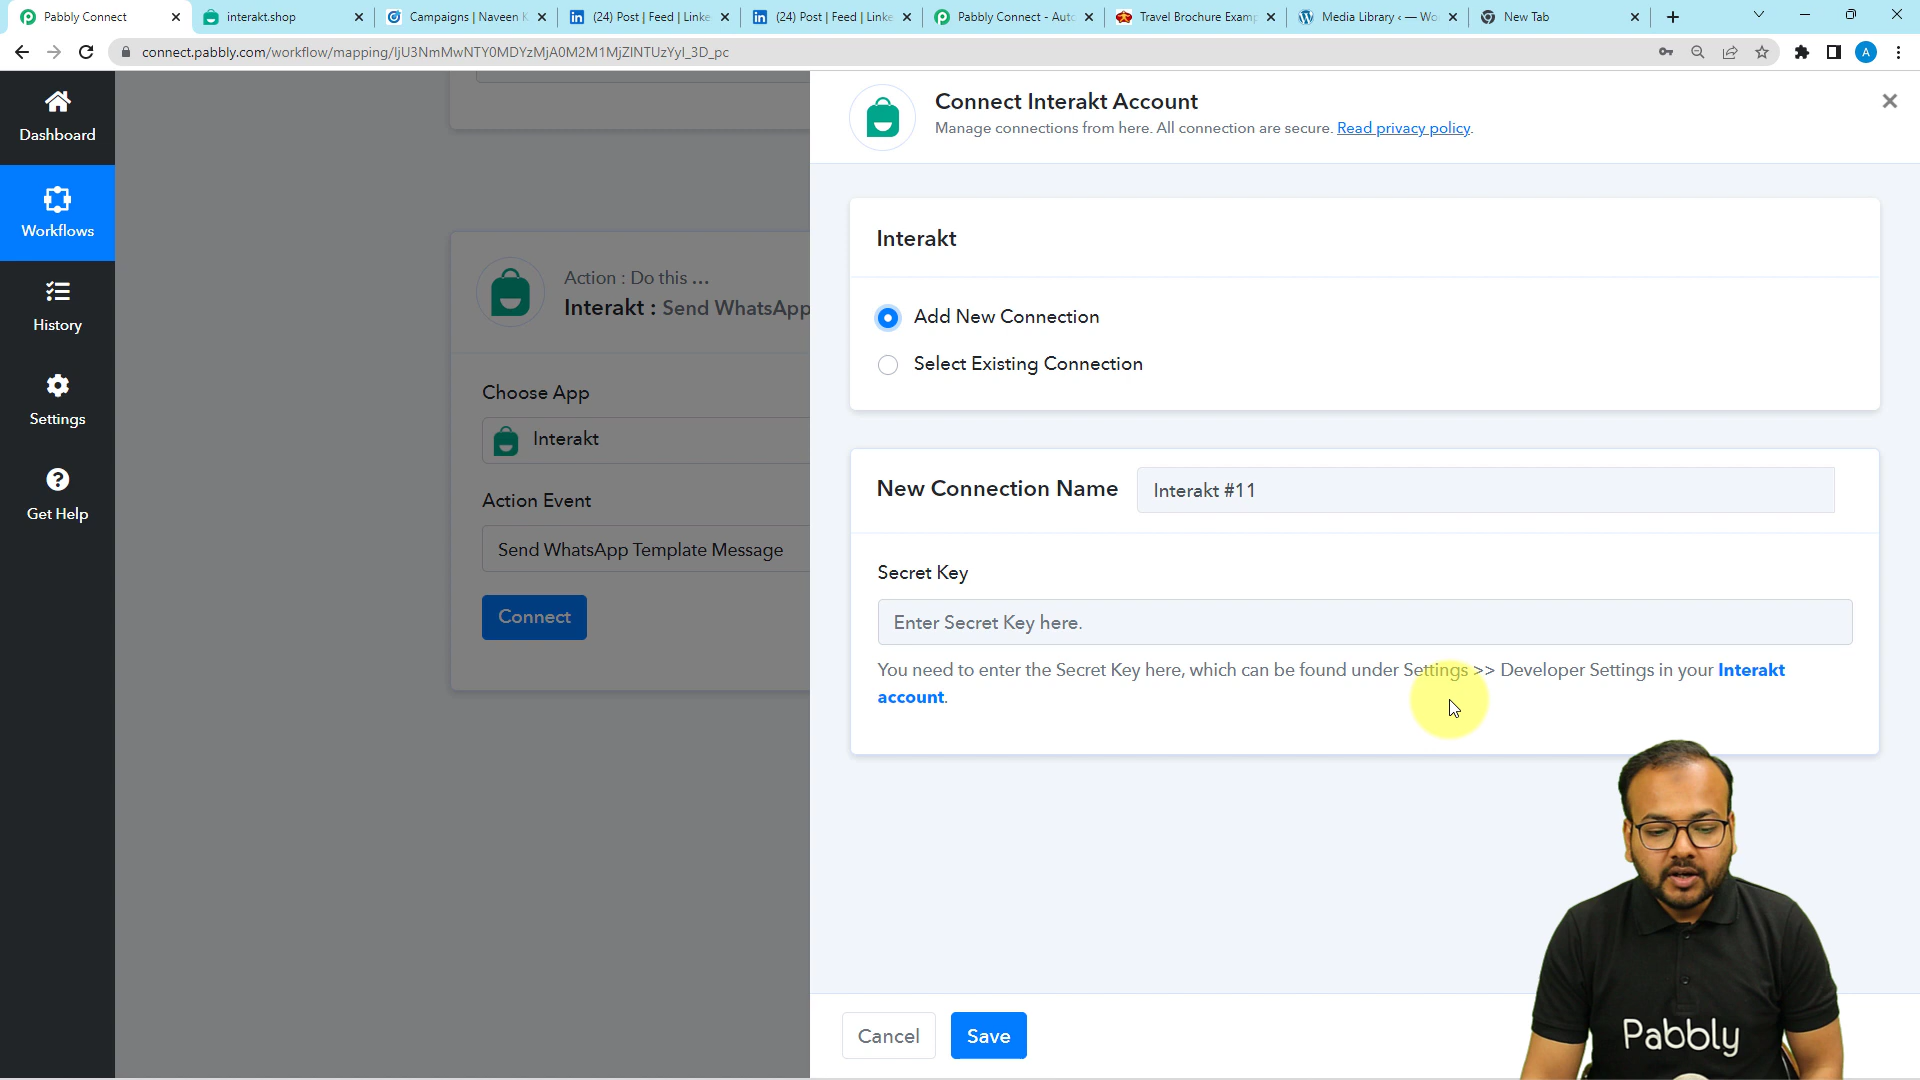 Pabbly Connect
interakt.shop
Campaigns | Naveen K
(24) Post | Feed | Linke
(24) Post | Feed | Linke
Pabbly Connect - Auto
Travel Brochure Examp
Media Library ‹ — Wo
New Tab
connect.pabbly.com/workflow/mapping/IjU3NmMwNTY0MDYzMjA0M2M1MjZlNTUzYyI_3D_pc
A
Dashboard
Workflows
History
Settings
Get Help
Action : Do this ...
Interakt : Send WhatsApp
Choose App
Interakt
Action Event
Send WhatsApp Template Message
Connect
Connect Interakt Account
Manage connections from here. All connection are secure. Read privacy policy.
Interakt
Add New Connection
Select Existing Connection
New Connection Name
Interakt #11
Secret Key
Enter Secret Key here.
You need to enter the Secret Key here, which can be found under Settings >> Developer Settings in your Interakt
account.
Cancel
Save
Pabbly